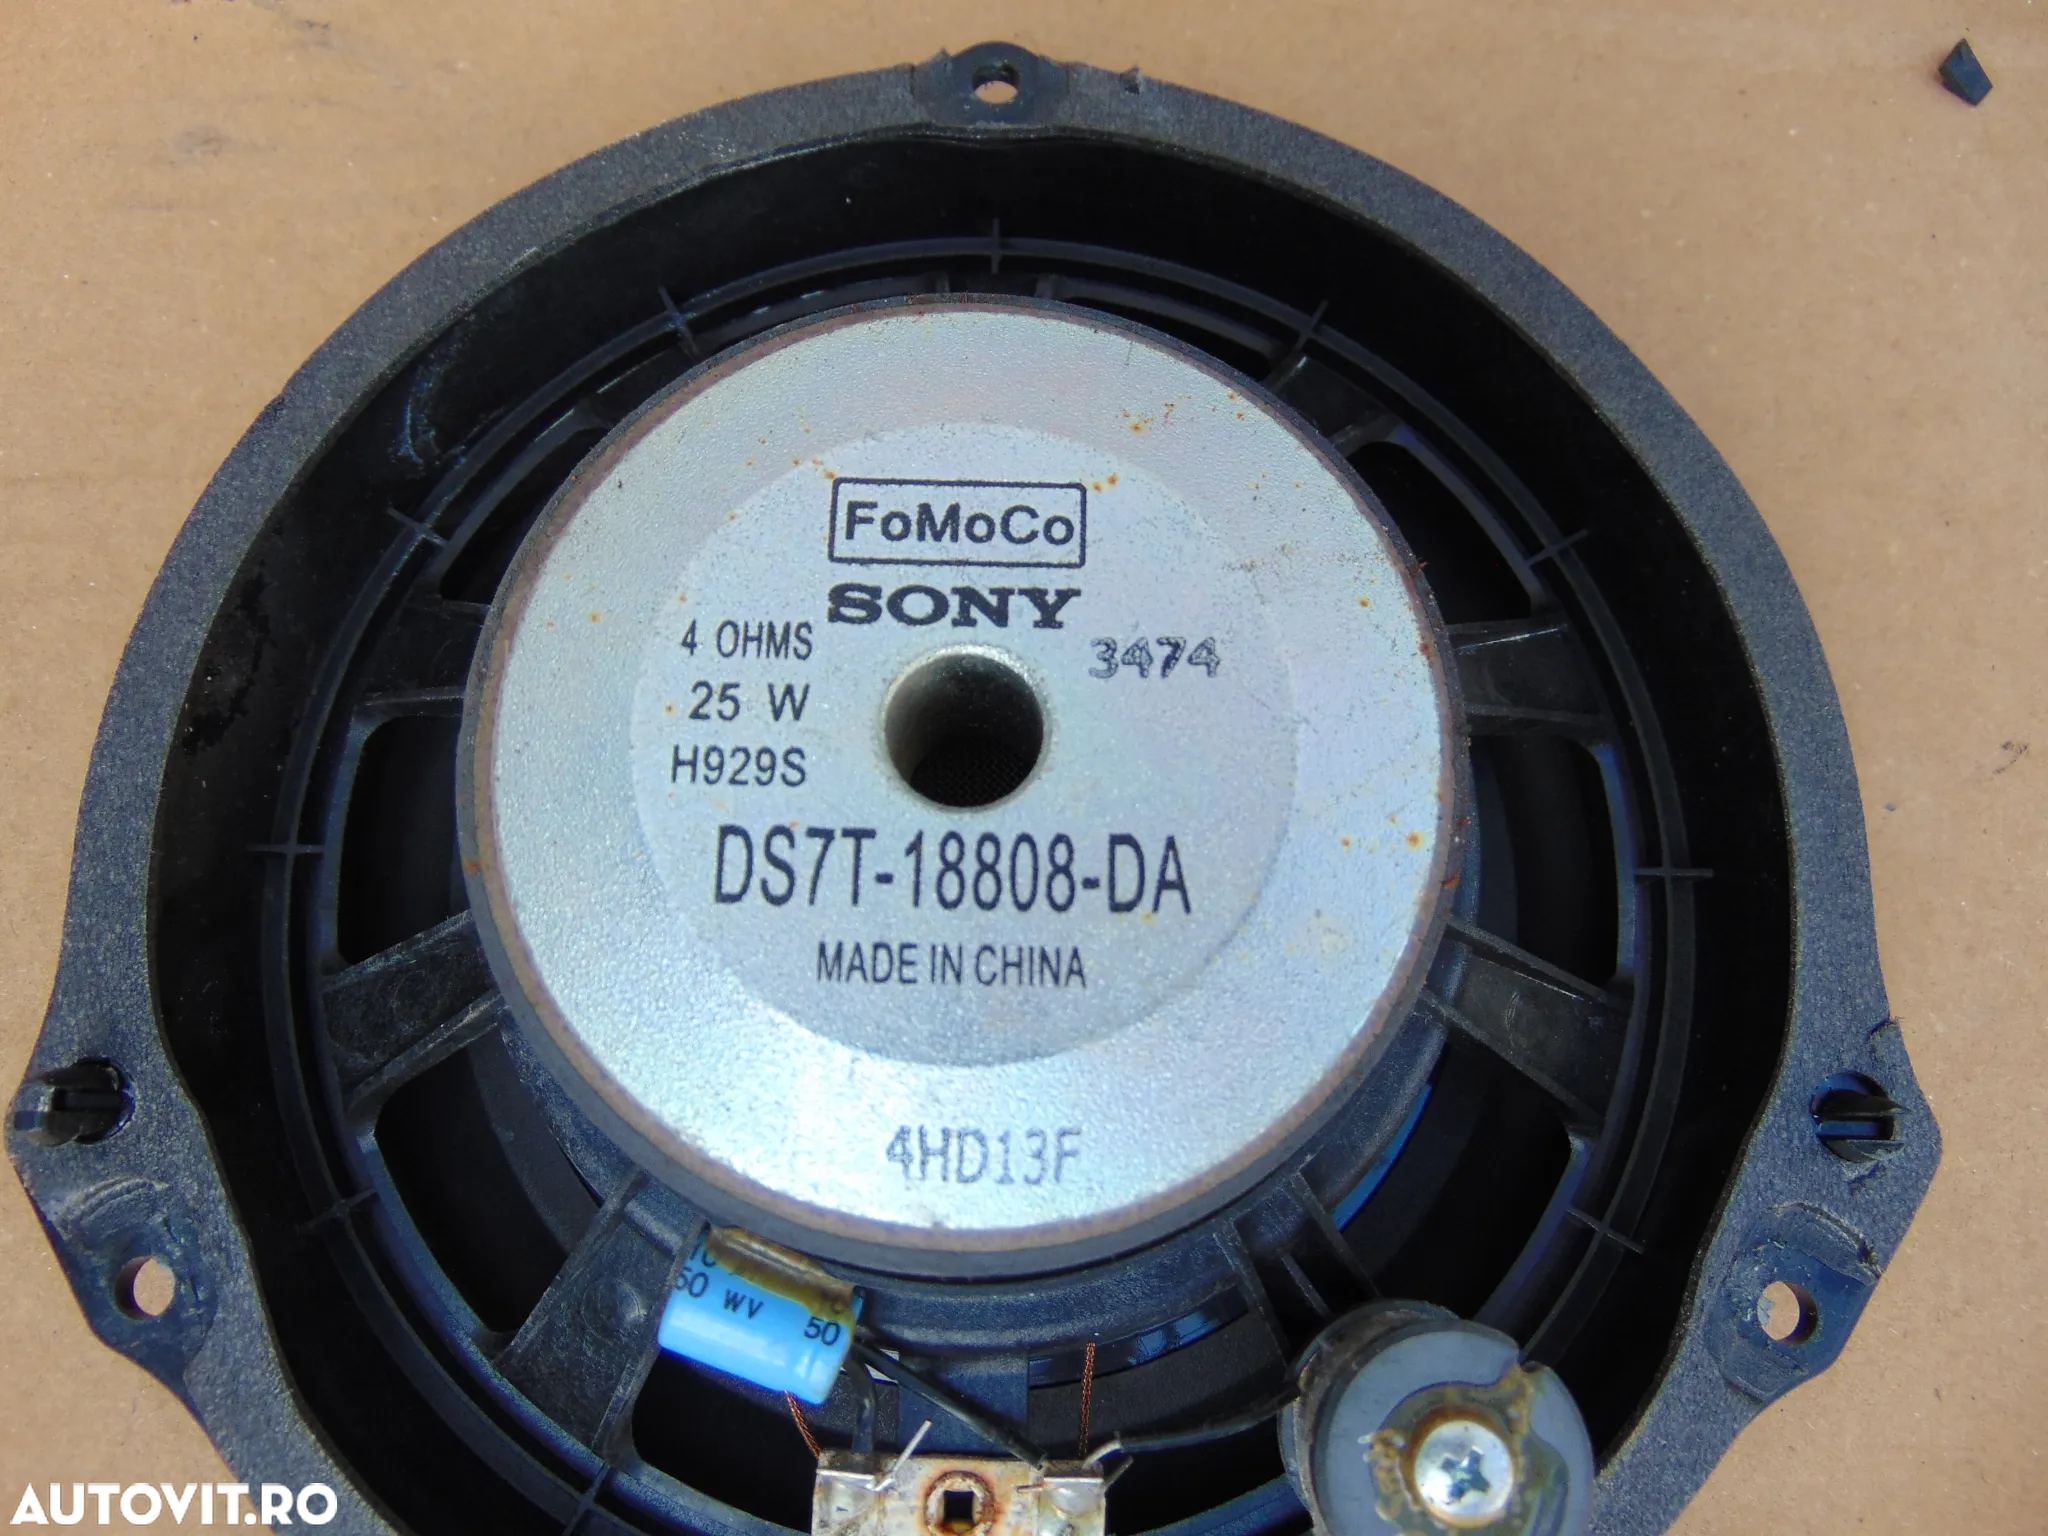 FoMoCo
SONY
4 OHMS
3474
25 W
H929S
DS7T-18808-DA
MADE IN CHINA
4HD13F
50 WV
50
AUTOVIT.RO